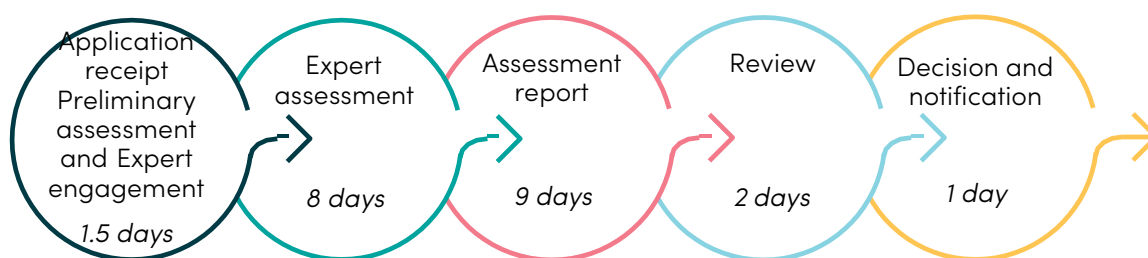 Application
receipt
Preliminary
assessment
and Expert
engagement
1.5 days
Expert
assessment
8 days
Assessment
report
9 days
Review
2 days
Decision and
notification
1 day